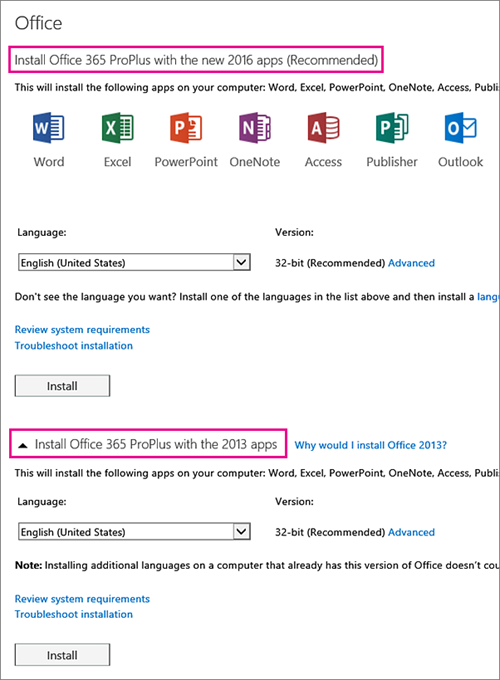 Office
Install Office 365 ProPlus with the new 2016 apps (Recommended)
This will install the following apps on your computer: Word, Excel, PowerPoint, OneNote, Access, Publis
Word Excel PowerPoint OneNote Access Publisher Outlook
Language: Version:
English (United States) 32-bit (Recommended) Advanced
Don't see the language you want? Install one of the languages in the list above and then install a lang
Review system requirements
Troubleshoot installation
Install
Install Office 365 ProPlus with the 2013 apps Why would I install Office 2013?
This will install the following apps on your computer: Word, Excel, PowerPoint, OneNote, Access, Publis
Language: Version:
English (United States) 32-bit (Recommended) Advanced
Note: Installing additional languages on a computer that already has this version of Office doesn't cou
Review system requirements
Troubleshoot installation
Install